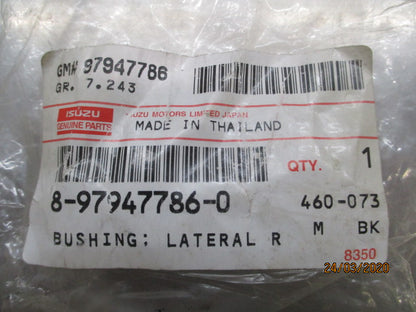 GM# 97947786
GR. 7.243
ISUZU
GENUINE PARTS
ISUZU MOTORS LIMITED JAPAN
MADE IN THAILAND
QTY. 1
8-97947786-0 460-073
BUSHING; LATERAL R M BK
8350
24/03/2020